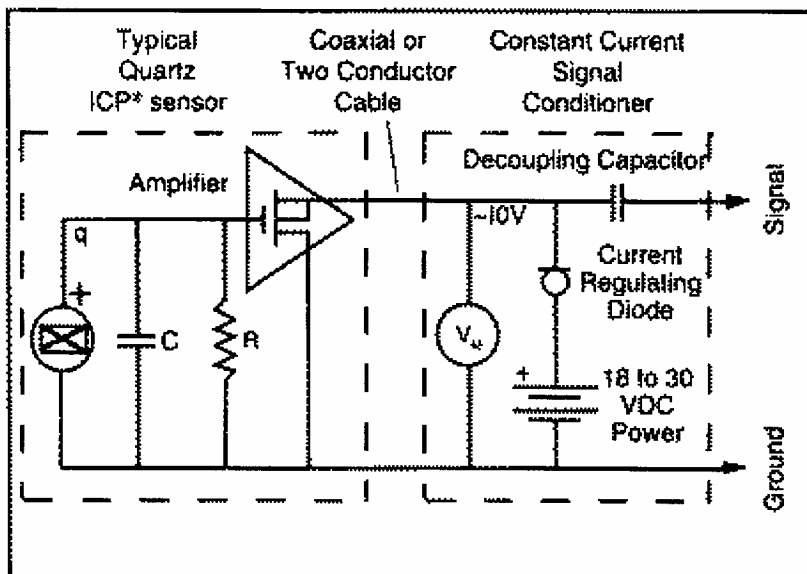 Typical
Quartz
ICP* sensor
Coaxial or
Two Conductor
Cable
Constant Current
Signal
Conditioner
Decoupling Capacitor
Amplifier
Signal
q
~10V
+
Current
Regulating
Diode
C
R
+
18 to 30
VDC
Power
Ground